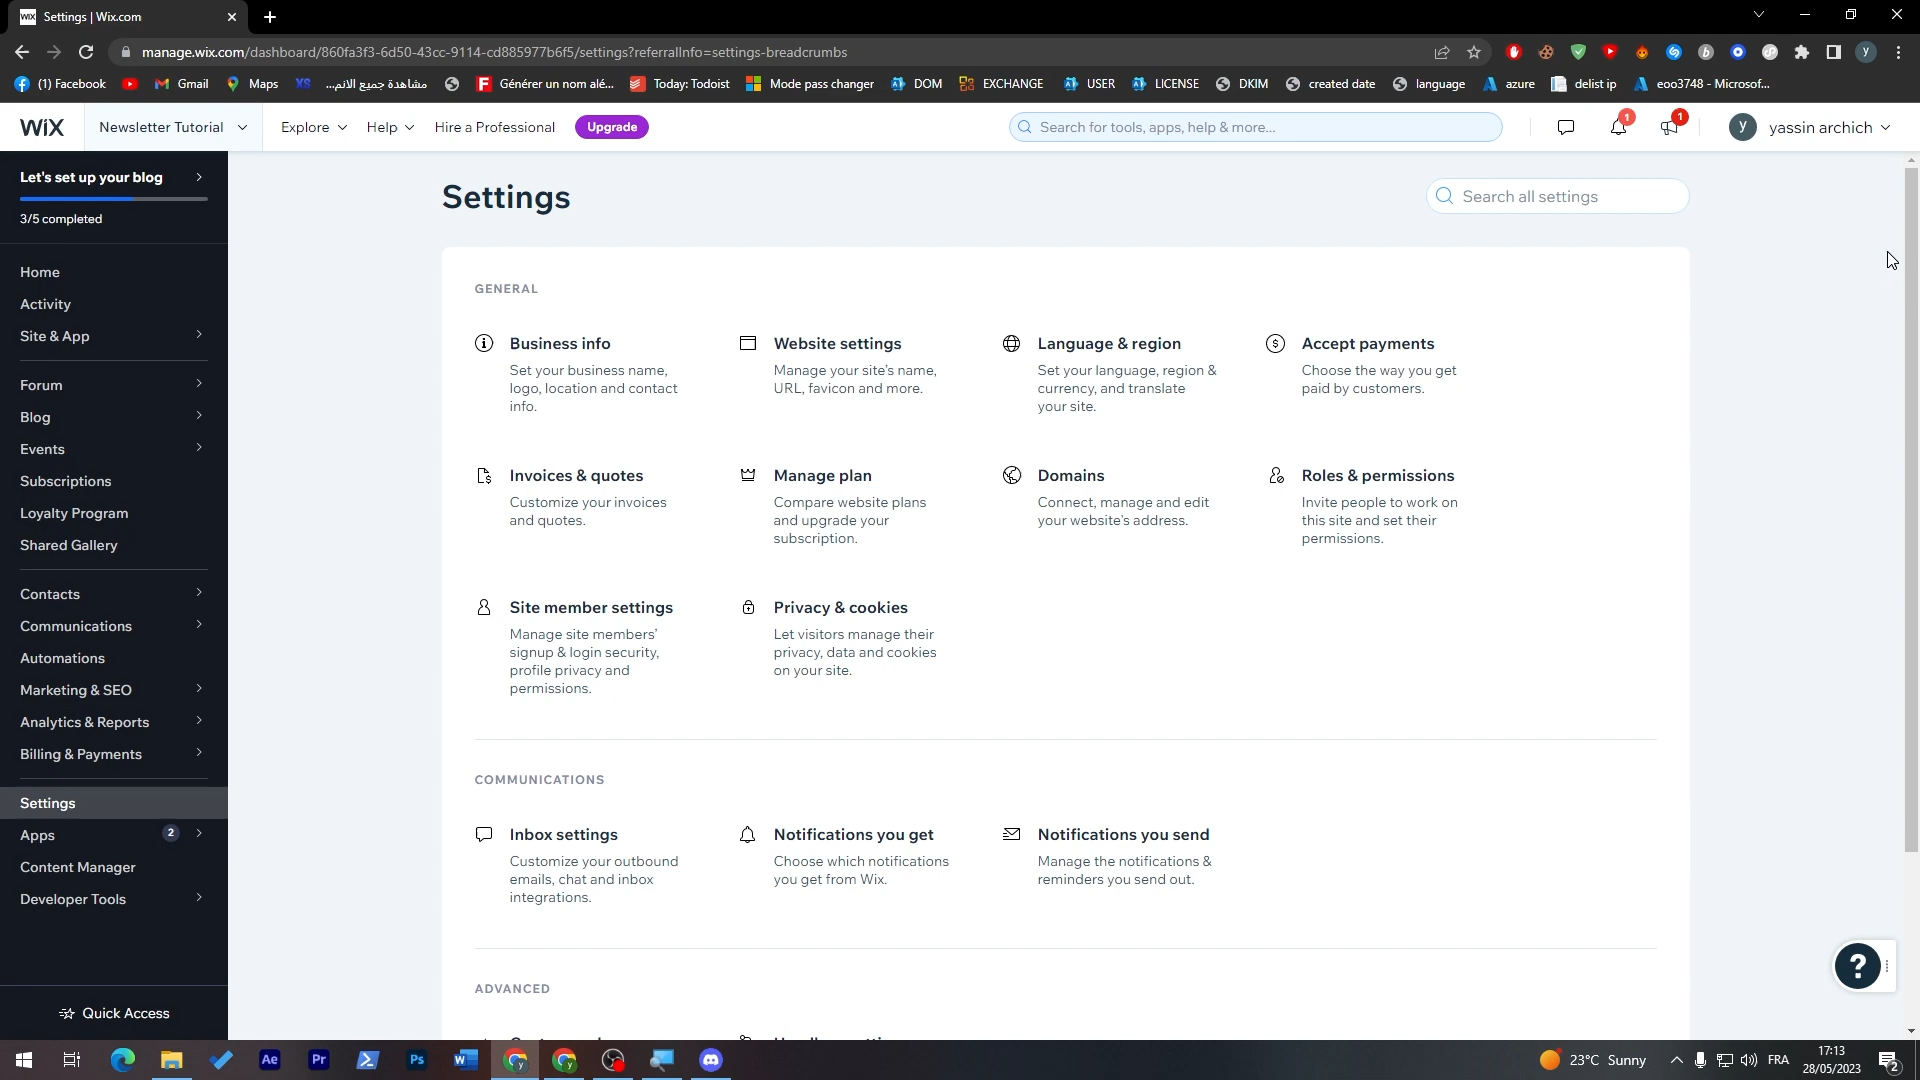 Settings | Wix.com
manage.wix.com/dashboard/860fa3f3-6d50-43cc-9114-cd885977b6f5/settings?referralInfo=settings-breadcrumbs
(1) Facebook
Gmail
Maps
مشاهدة جميع الانم...
Générer un nom alé...
Today: Todoist
Mode pass changer
DOM
EXCHANGE
USER
LICENSE
DKIM
created date
language
azure
delist ip
eoo3748 - Microsof...
WIX
Newsletter Tutorial
Explore
Help
Hire a Professional
Upgrade
Search for tools, apps, help & more...
1
1
y
yassin archich
Let's set up your blog
3/5 completed
Home
Activity
Site & App
Forum
Blog
Events
Subscriptions
Loyalty Program
Shared Gallery
Contacts
Communications
Automations
Marketing & SEO
Analytics & Reports
Billing & Payments
Settings
Apps
2
Content Manager
Developer Tools
Quick Access
Settings
Search all settings
GENERAL
Business info
Set your business name,
logo, location and contact
info.
Website settings
Manage your site's name,
URL, favicon and more.
Language & region
Set your language, region &
currency, and translate
your site.
Accept payments
Choose the way you get
paid by customers.
Invoices & quotes
Customize your invoices
and quotes.
Manage plan
Compare website plans
and upgrade your
subscription.
Domains
Connect, manage and edit
your website's address.
Roles & permissions
Invite people to work on
this site and set their
permissions.
Site member settings
Manage site members'
signup & login security,
profile privacy and
permissions.
Privacy & cookies
Let visitors manage their
privacy, data and cookies
on your site.
COMMUNICATIONS
Inbox settings
Customize your outbound
emails, chat and inbox
integrations.
Notifications you get
Choose which notifications
you get from Wix.
Notifications you send
Manage the notifications &
reminders you send out.
ADVANCED
?
Ae
Pr
Ps
23°C Sunny
FRA
17:13
28/05/2023
2